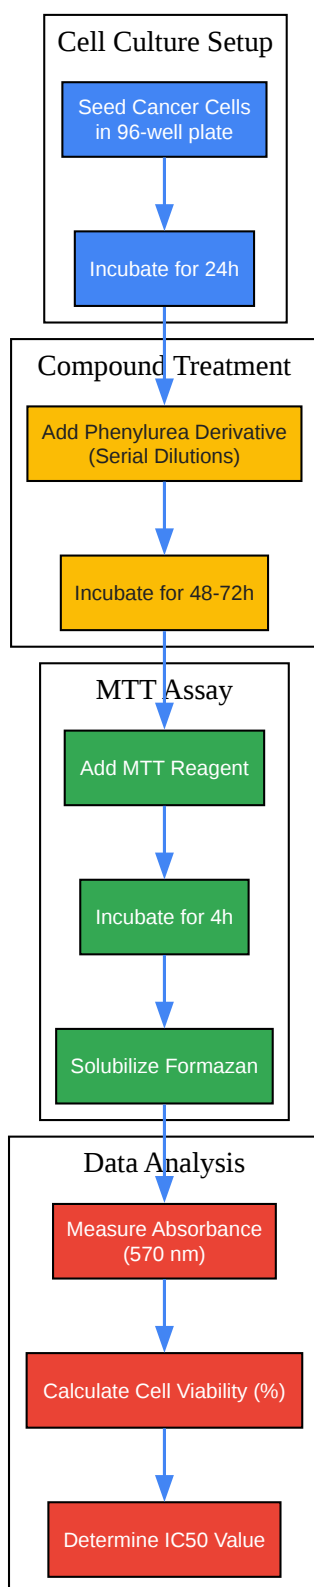 Cell Culture Setup
Seed Cancer Cells
in 96-well plate
Incubate for 24h
Compound Treatment
Add Phenylurea Derivative
(Serial Dilutions)
Incubate for 48-72h
MTT Assay
Add MTT Reagent
Incubate for 4h
Solubilize Formazan
Data Analysis
Measure Absorbance
(570 nm)
Calculate Cell Viability (%)
Determine IC50 Value